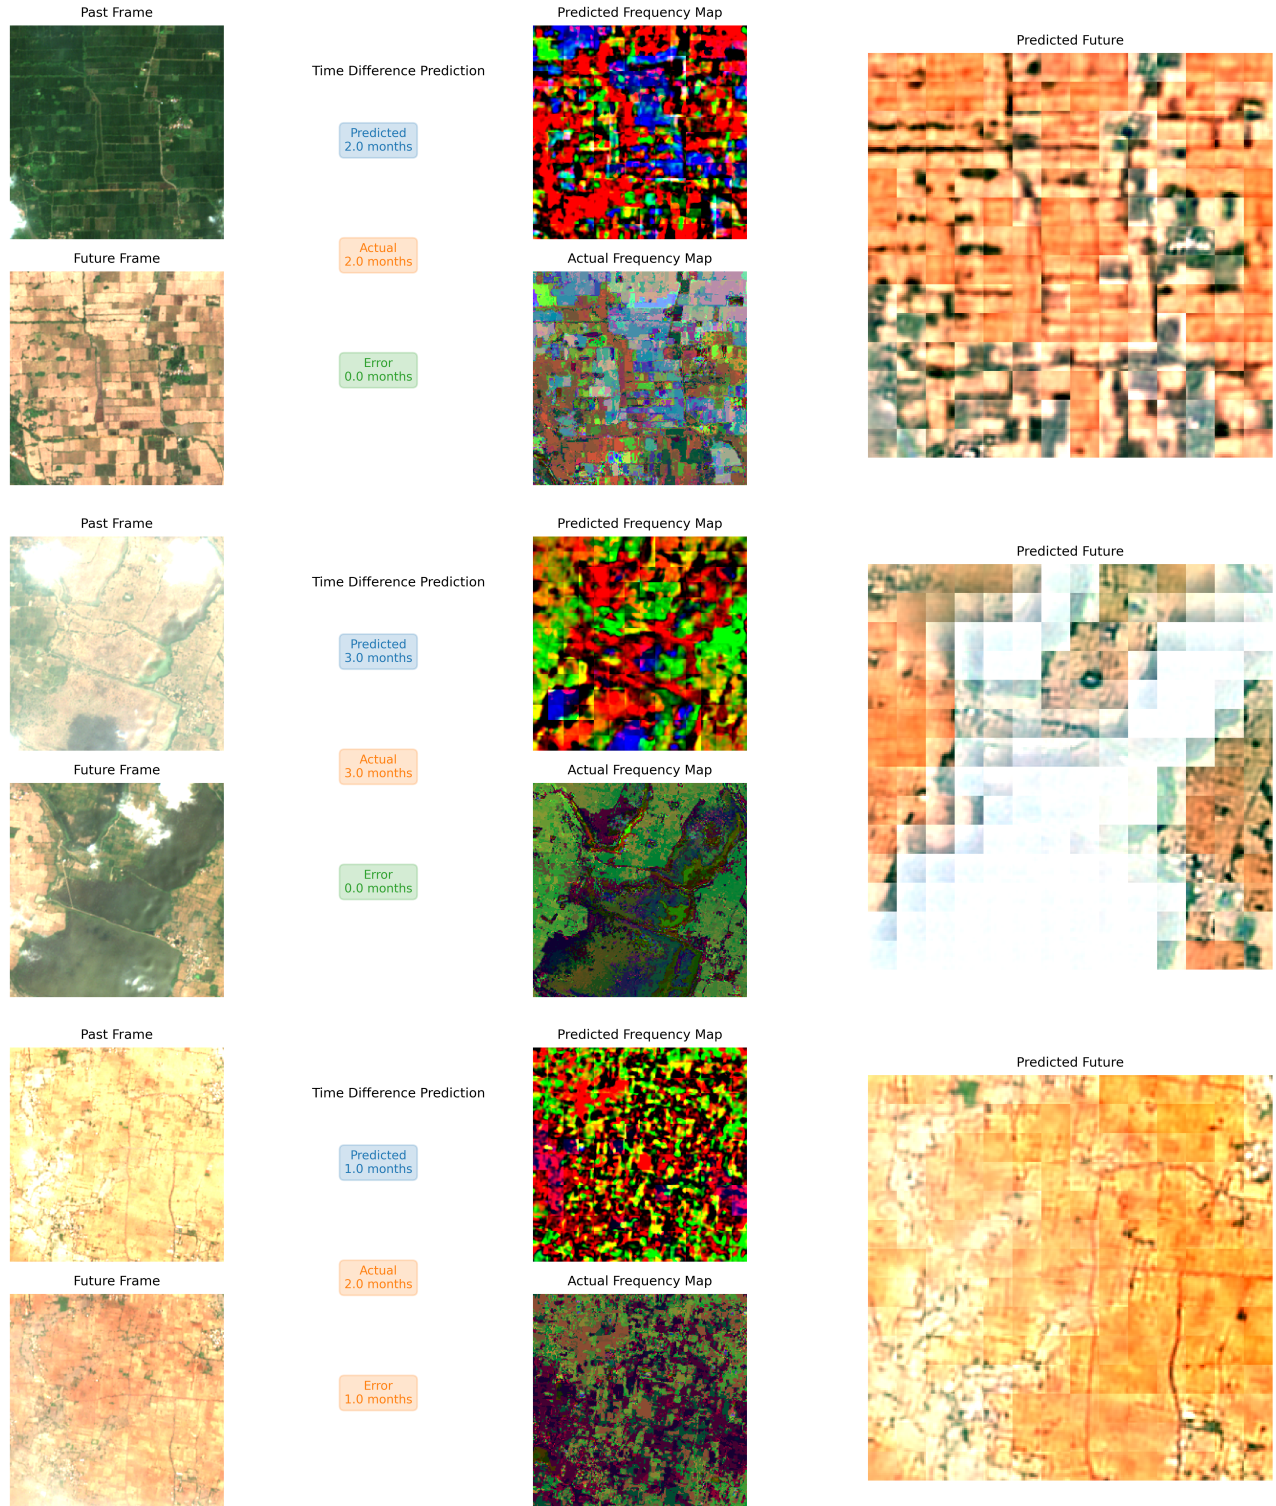 Past Frame
Time Difference Prediction
Predicted
2.0 months
Actual
2.0 months
Error
0.0 months
Future Frame
Predicted Frequency Map
Actual Frequency Map
Predicted Future
Past Frame
Time Difference Prediction
Predicted
3.0 months
Actual
3.0 months
Error
0.0 months
Future Frame
Predicted Frequency Map
Actual Frequency Map
Predicted Future
Past Frame
Time Difference Prediction
Predicted
1.0 months
Actual
2.0 months
Error
1.0 months
Future Frame
Predicted Frequency Map
Actual Frequency Map
Predicted Future